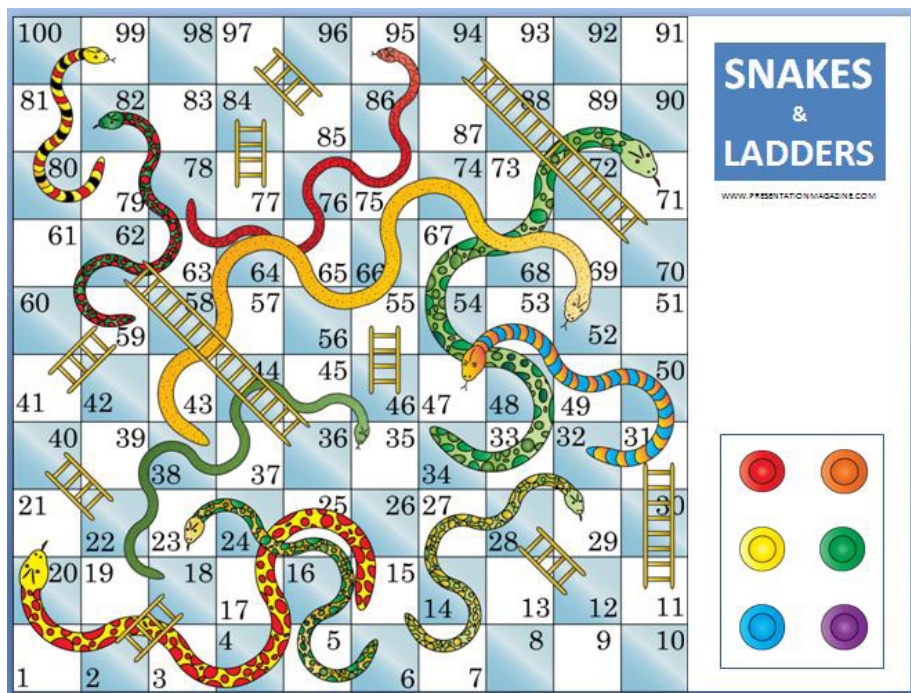 100 99 98 97 96 95 94 93 92 91
81 82 83 84 85 86 87 88 89 90
80 79 78 77 76 75 74 73 72 71
61 62 63 64 65 66 67 68 69 70
60 59 58 57 56 55 54 53 52 51
41 42 43 44 45 46 47 48 49 50
40 39 38 37 36 35 34 33 32 31
21 22 23 24 25 26 27 28 29 30
20 19 18 17 16 15 14 13 12 11
1 2 3 4 5 6 7 8 9 10
SNAKES
&
LADDERS
WWW.PRESENTATIONMAGAZINE.COM